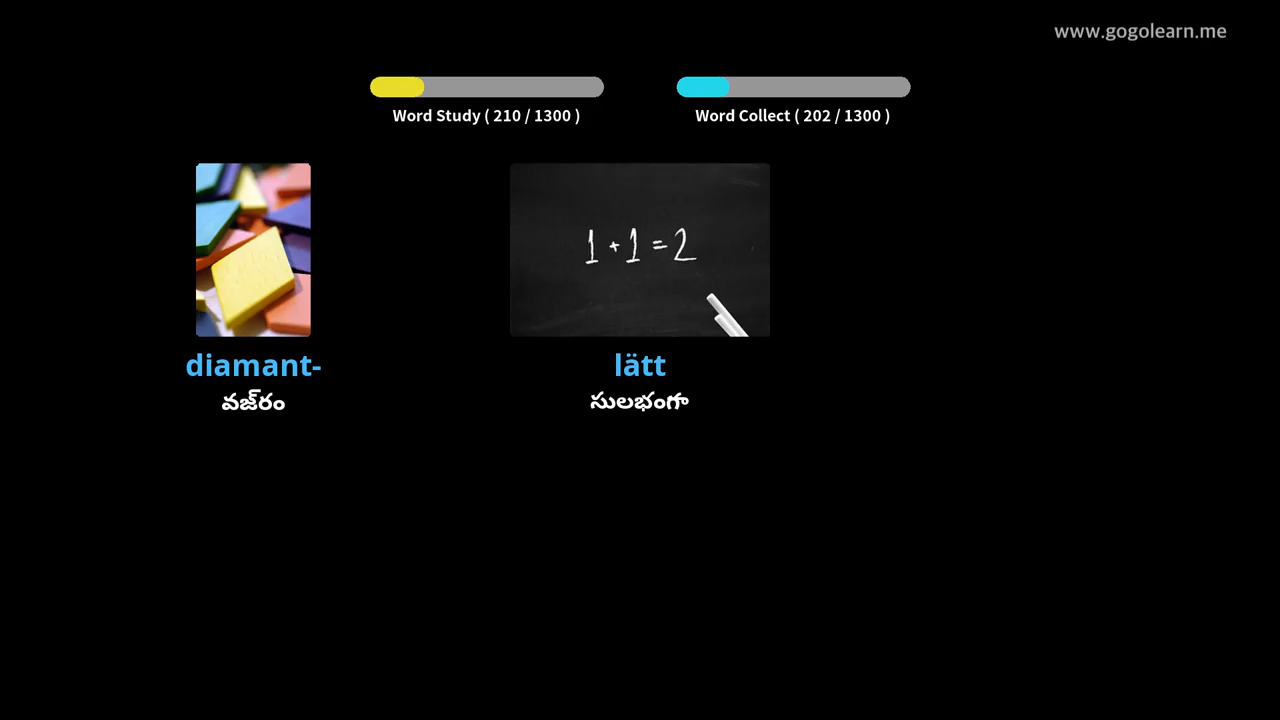 www.gogolearn.me
Word Study ( 210 / 1300 )
Word Collect ( 202 / 1300 )
1 + 1 = 2
diamant-
lätt
వజ్‌రం
సులభంగా